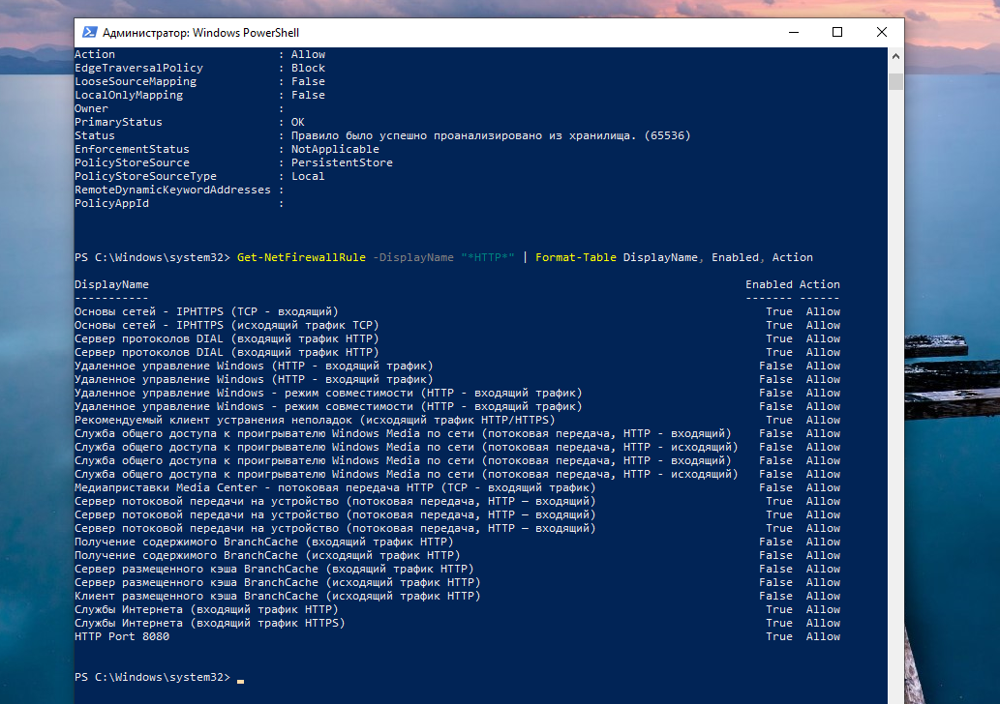 Администратор: Windows PowerShell
Action                        : Allow
EdgeTraversalPolicy           : Block
LooseSourceMapping            : False
LocalOnlyMapping              : False
Owner                         :
PrimaryStatus                 : OK
Status                        : Правило было успешно проанализировано из хранилища. (65536)
EnforcementStatus             : NotApplicable
PolicyStoreSource             : PersistentStore
PolicyStoreSourceType         : Local
RemoteDynamicKeywordAddresses :
PolicyAppId                   :
PS C:\Windows\system32> Get-NetFirewallRule -DisplayName "*HTTP*" | Format-Table DisplayName, Enabled, Action
DisplayName Enabled Action
----------- ------- ------
Основы сетей - IPHTTPS (TCP - входящий) True Allow
Основы сетей - IPHTTPS (исходящий трафик TCP) True Allow
Сервер протоколов DIAL (входящий трафик HTTP) True Allow
Сервер протоколов DIAL (входящий трафик HTTP) True Allow
Удаленное управление Windows (HTTP - входящий трафик) False Allow
Удаленное управление Windows (HTTP - входящий трафик) False Allow
Удаленное управление Windows - режим совместимости (HTTP - входящий трафик) False Allow
Удаленное управление Windows - режим совместимости (HTTP - входящий трафик) False Allow
Рекомендуемый клиент устранения неполадок (исходящий трафик HTTP/HTTPS) True Allow
Служба общего доступа к проигрывателю Windows Media по сети (потоковая передача, HTTP - входящий) False Allow
Служба общего доступа к проигрывателю Windows Media по сети (потоковая передача, HTTP - исходящий) False Allow
Служба общего доступа к проигрывателю Windows Media по сети (потоковая передача, HTTP - входящий) False Allow
Служба общего доступа к проигрывателю Windows Media по сети (потоковая передача, HTTP - исходящий) False Allow
Медиаприставки Media Center - потоковая передача HTTP (TCP - входящий трафик) False Allow
Сервер потоковой передачи на устройство (потоковая передача, HTTP — входящий) True Allow
Сервер потоковой передачи на устройство (потоковая передача, HTTP — входящий) True Allow
Сервер потоковой передачи на устройство (потоковая передача, HTTP — входящий) True Allow
Получение содержимого BranchCache (входящий трафик HTTP) False Allow
Получение содержимого BranchCache (исходящий трафик HTTP) False Allow
Сервер размещенного кэша BranchCache (входящий трафик HTTP) False Allow
Сервер размещенного кэша BranchCache (исходящий трафик HTTP) False Allow
Клиент размещенного кэша BranchCache (исходящий трафик HTTP) False Allow
Службы Интернета (входящий трафик HTTP) True Allow
Службы Интернета (входящий трафик HTTPS) True Allow
HTTP Port 8080 True Allow
PS C:\Windows\system32>